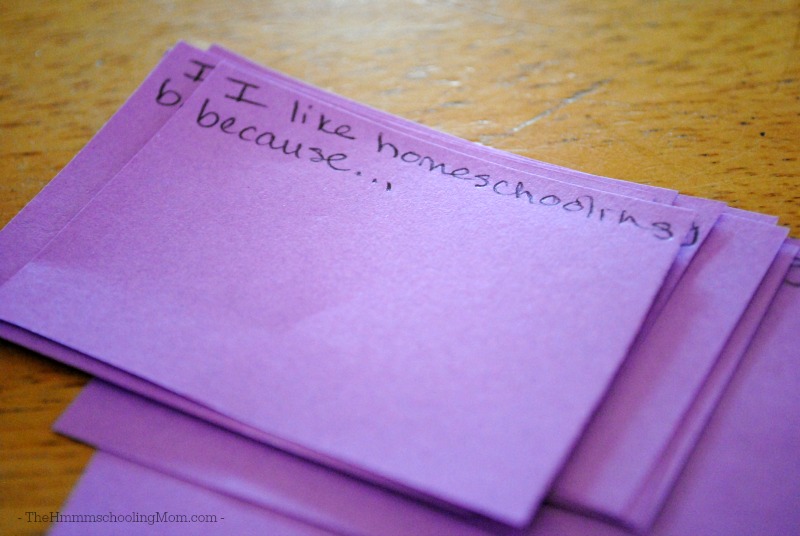 I
b
I like homeschooling
because...
- TheHmmmschoolingMom.com -